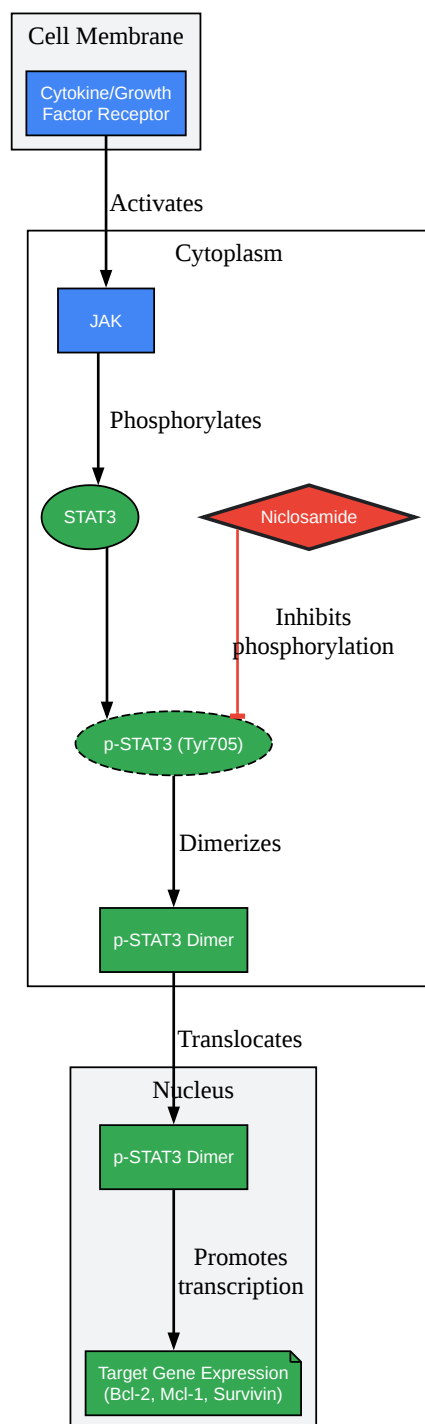 Cell Membrane
Cytokine/Growth
Factor Receptor
Activates
Cytoplasm
JAK
Phosphorylates
STAT3
Niclosamide
Inhibits
phosphorylation
p-STAT3 (Tyr705)
Dimerizes
p-STAT3 Dimer
Translocates
Nucleus
p-STAT3 Dimer
Promotes
transcription
Target Gene Expression
(Bcl-2, Mcl-1, Survivin)